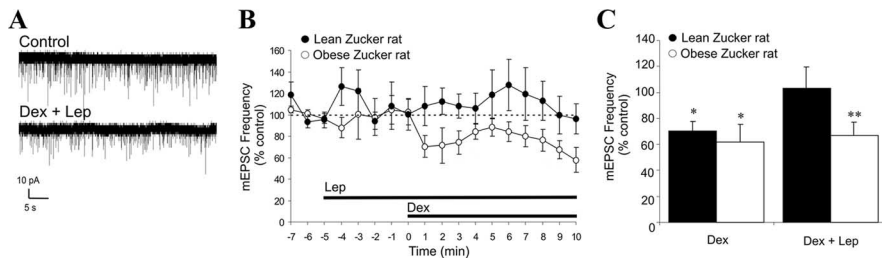 A
Control
Dex + Lep
10 pA
5 s
B
Lean Zucker rat
Obese Zucker rat
mEPSC Frequency
(% control)
160
140
120
100
80
60
40
20
0
Lep
Dex
-7 -6 -5 -4 -3 -2 -1 0 1 2 3 4 5 6 7 8 9 10
Time (min)
C
Lean Zucker rat
Obese Zucker rat
mEPSC Frequency
(% control)
140
120
100
80
60
40
20
0
* * **
Dex Dex + Lep